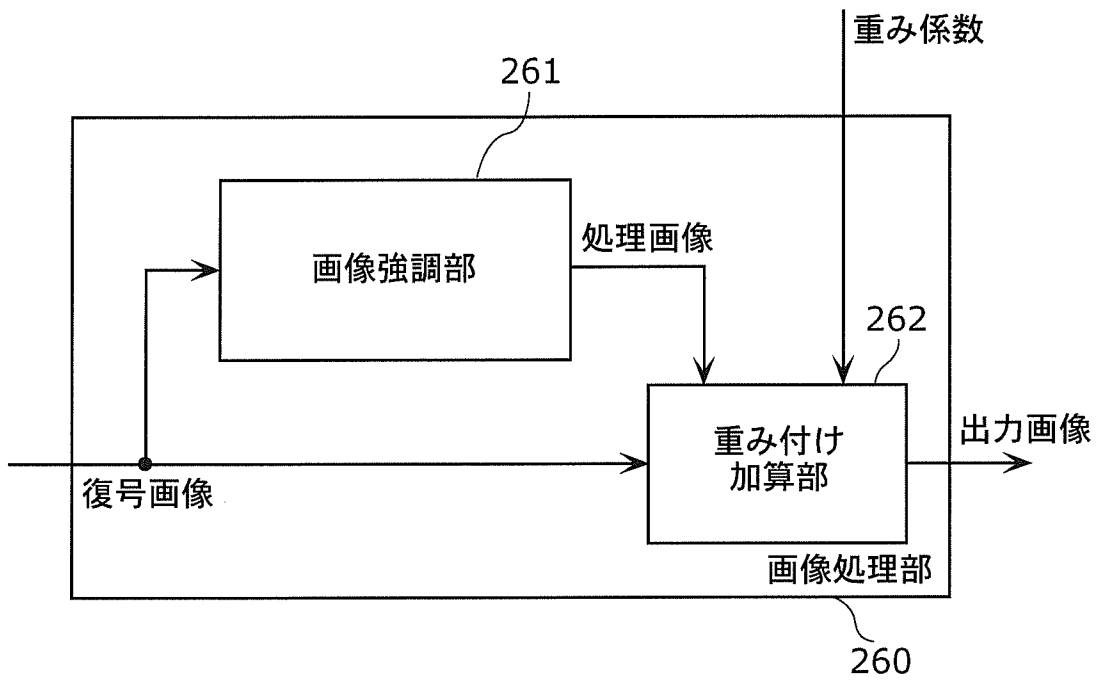 重み係数
261
画像強調部
処理画像
262
重み付け
加算部
出力画像
復号画像
画像処理部
260